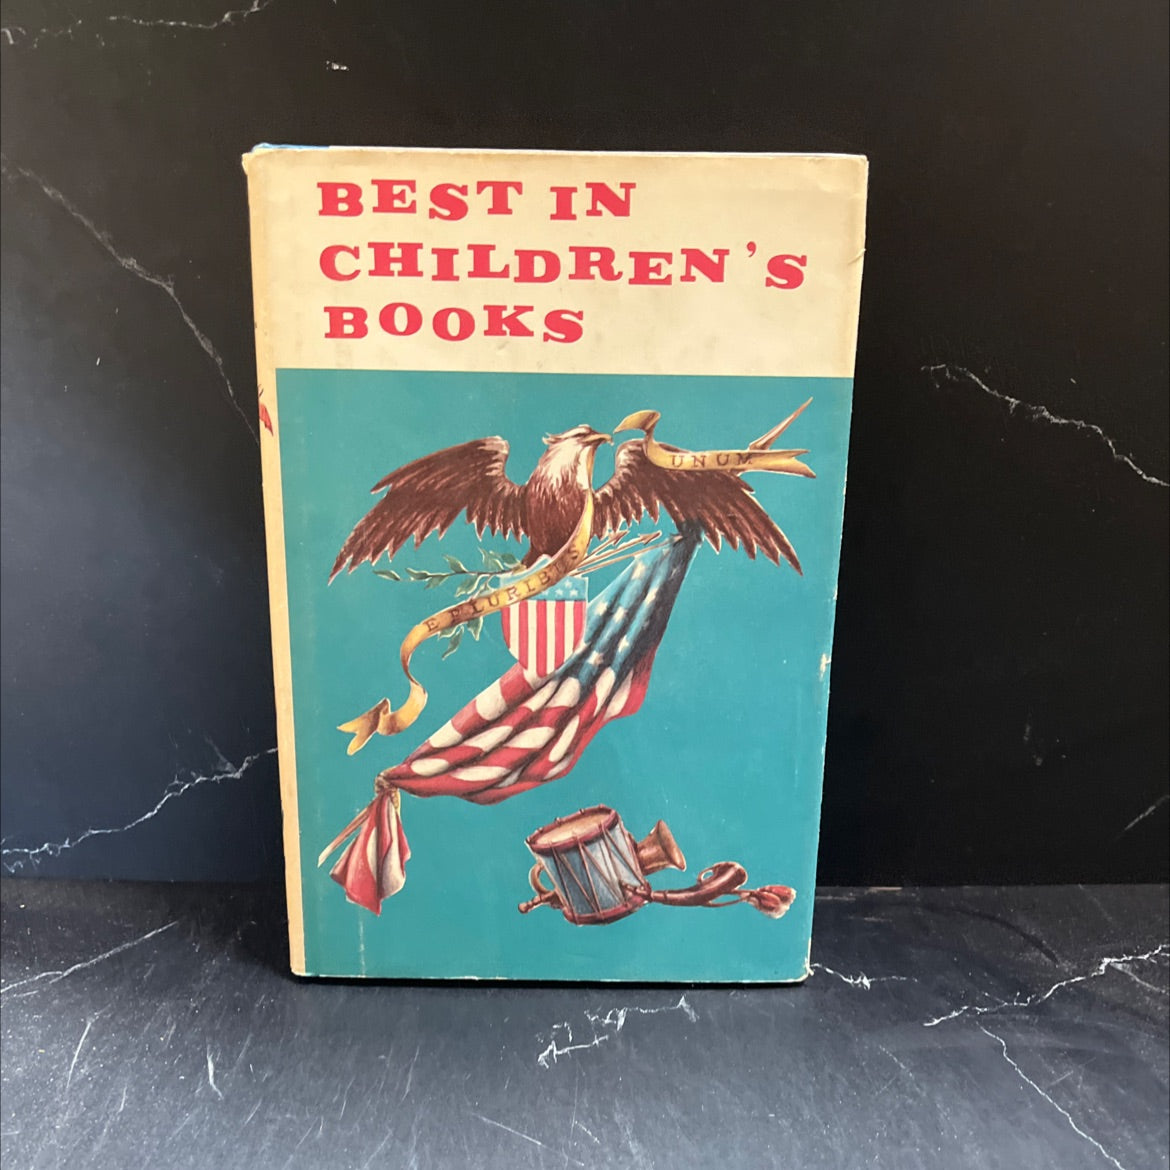 BEST IN
CHILDREN'S
BOOKS
UNUM
E PLURIBUS